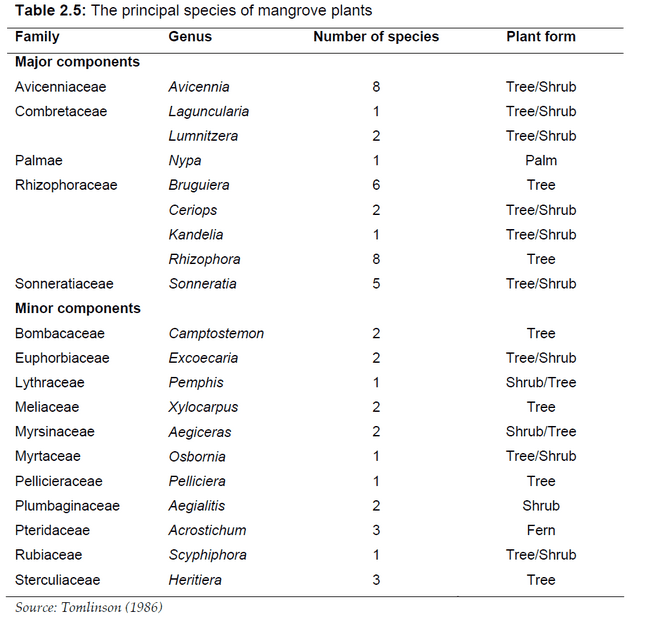 Table 2.5: The principal species of mangrove plants
Family Genus Number of species Plant form
Major components
Avicenniaceae Avicennia 8 Tree/Shrub
Combretaceae Laguncularia 1 Tree/Shrub
Lumnitzera 2 Tree/Shrub
Palmae Nypa 1 Palm
Rhizophoraceae Bruguiera 6 Tree
Ceriops 2 Tree/Shrub
Kandelia 1 Tree/Shrub
Rhizophora 8 Tree
Sonneratiaceae Sonneratia 5 Tree/Shrub
Minor components
Bombacaceae Camptostemon 2 Tree
Euphorbiaceae Excoecaria 2 Tree/Shrub
Lythraceae Pemphis 1 Shrub/Tree
Meliaceae Xylocarpus 2 Tree
Myrsinaceae Aegiceras 2 Shrub/Tree
Myrtaceae Osbornia 1 Tree/Shrub
Pellicieraceae Pelliciera 1 Tree
Plumbaginaceae Aegialitis 2 Shrub
Pteridaceae Acrostichum 3 Fern
Rubiaceae Scyphiphora 1 Tree/Shrub
Sterculiaceae Heritiera 3 Tree
Source: Tomlinson (1986)